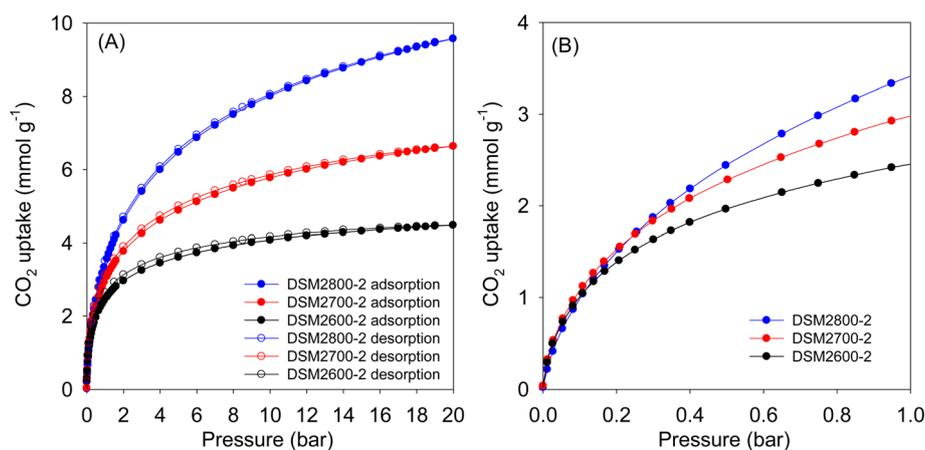 (A)
CO2 uptake (mmol g-1)
10
8
6
4
2
0
0 2 4 6 8 10 12 14 16 18 20
Pressure (bar)
DSM2800-2 adsorption
DSM2700-2 adsorption
DSM2600-2 adsorption
DSM2800-2 desorption
DSM2700-2 desorption
DSM2600-2 desorption
(B)
CO2 uptake (mmol g-1)
4
3
2
1
0
0.0 0.2 0.4 0.6 0.8 1.0
Pressure (bar)
DSM2800-2
DSM2700-2
DSM2600-2